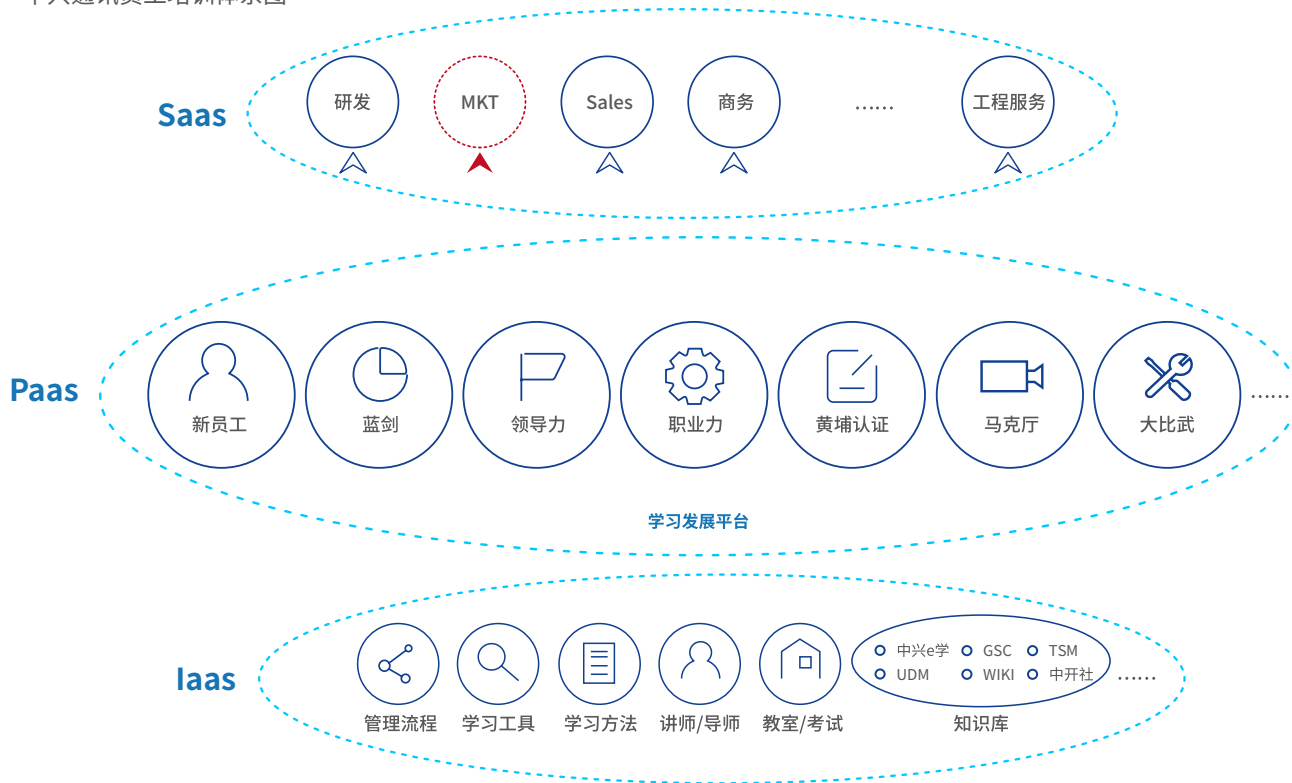 Saas
研发
MKT
Sales
商务
......
工程服务
Paas
新员工
蓝剑
领导力
职业力
黄埔认证
马克厅
大比武
......
学习发展平台
Iaas
中兴e学 GSC TSM
UDM WIKI 中开社
......
管理流程
学习工具
学习方法
讲师/导师
教室/考试
知识库